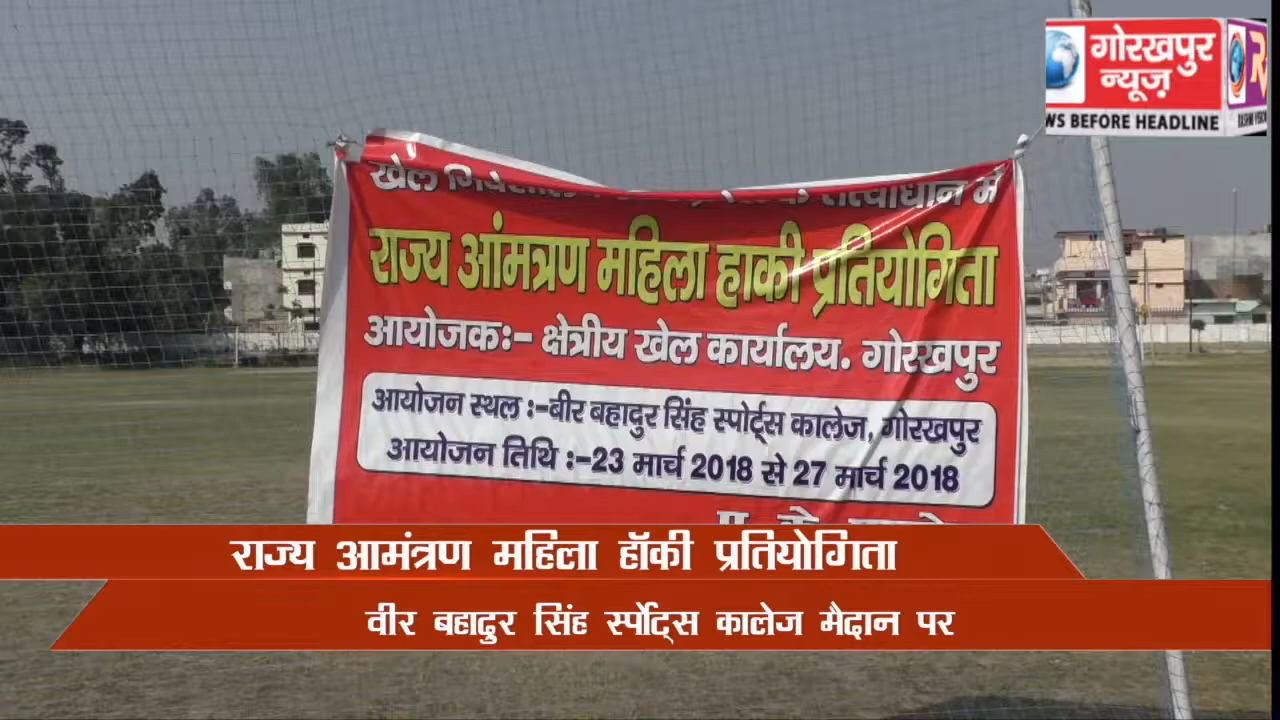 गोरखपुर
न्यूज़
WS BEFORE HEADLINE
खेल
के तत्वाधान में
राज्य आंमत्रण महिला हाकी प्रतियोगिता
आयोजकः- क्षेत्रीय खेल कार्यालय. गोरखपुर
आयोजन स्थल :-बीर बहादुर सिंह स्पोर्ट्स कालेज, गोरखपुर
आयोजन तिथि :-23 मार्च 2018 से 27 मार्च 2018
राज्य आमंत्रण महिला हॉकी प्रतियोगिता
वीर बहादुर सिंह र्स्पोट्स कालेज मैदान पर